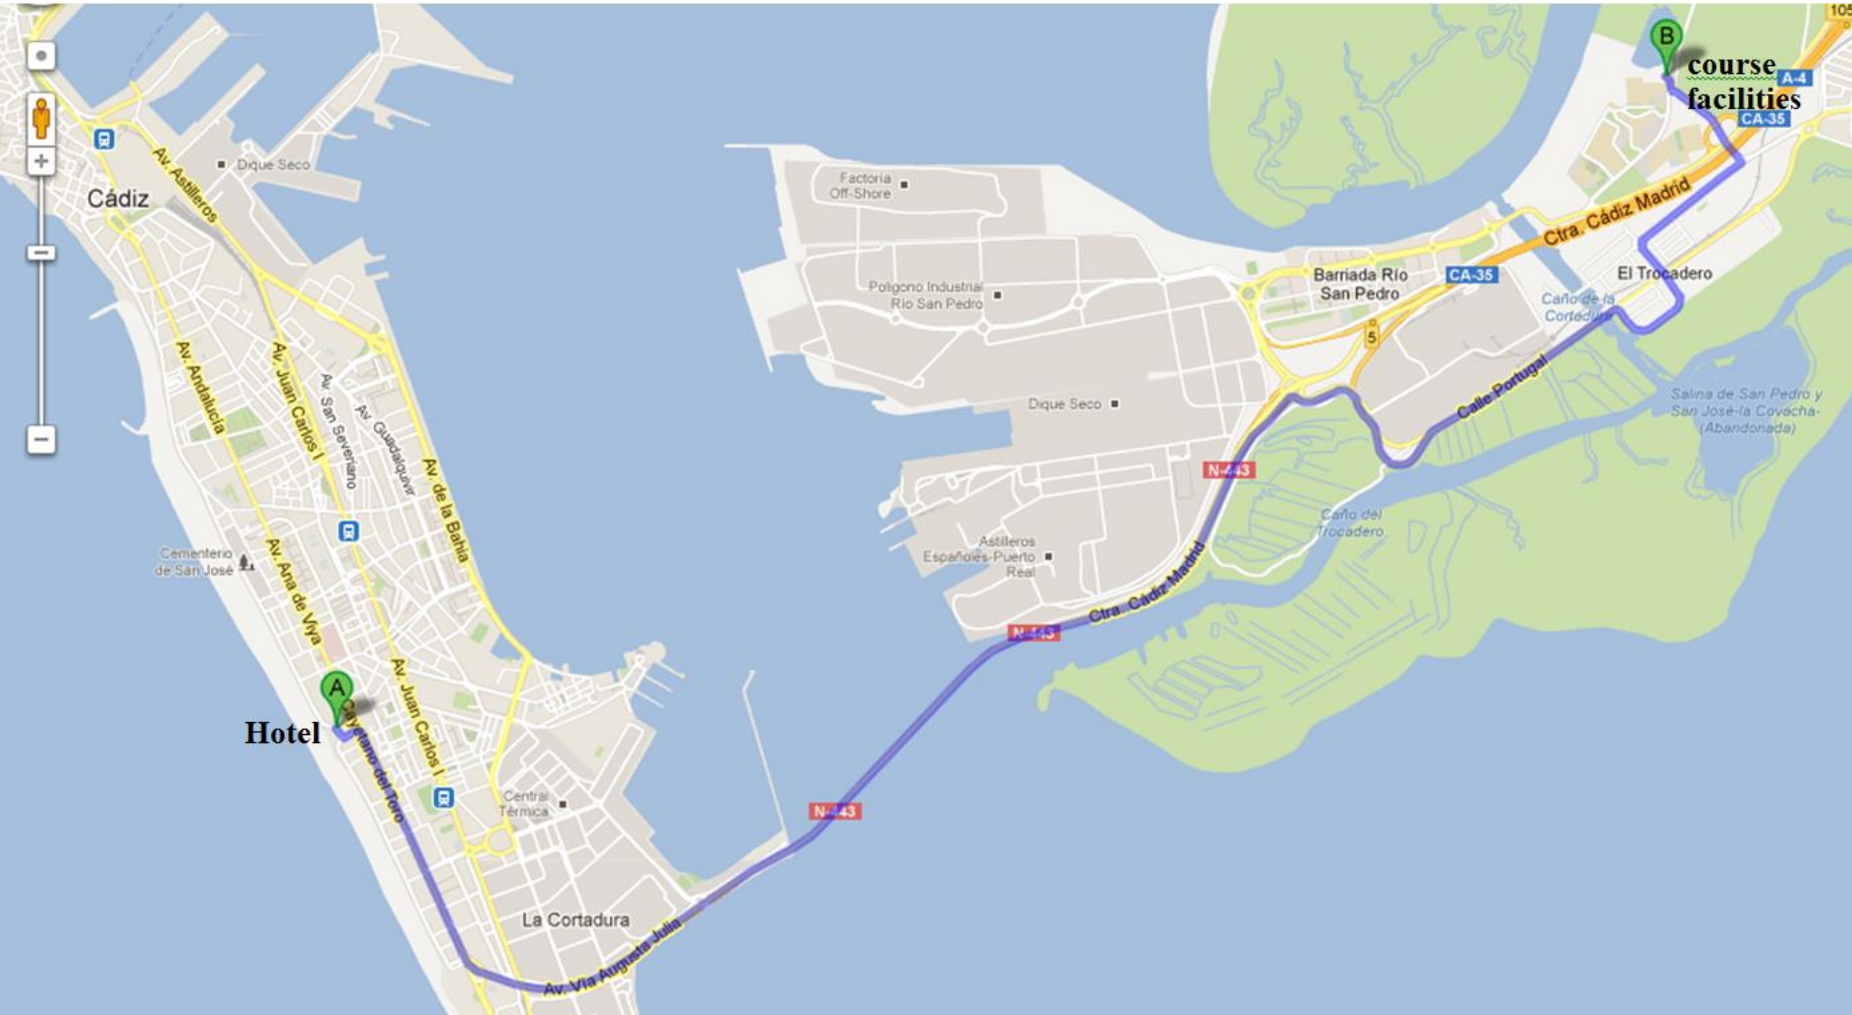 B
course
facilities
105
A-4
CA-35
Dique Seco
Av. Astilleros
Cádiz
Factoria
Off-Shore
Ctra. Cádiz Madrid
Poligono Industrial
Rio San Pedro
Barriada Río
San Pedro
CA-35
El Trocadero
Caño de la
Cortadura
5
Av. Andalucía
Av. Juan Carlos I
Av. San Severiano
Av. Guadalquivir
Dique Seco
Calle Portugal
Salina de San Pedro y
San José-la Covacha-
(Abandonada)
Av. de la Bahía
N-443
Caño del
Trocadero
Cementerio
de San José
Av. Ana de Viya
Astilleros
Españoles-Puerto
Real
Ctra. Cádiz Madrid
N-443
A
Hotel
Cayetano del Toro
Av. Juan Carlos I
Central
Térmica
N-443
La Cortadura
Av. Vía Augusta Julia